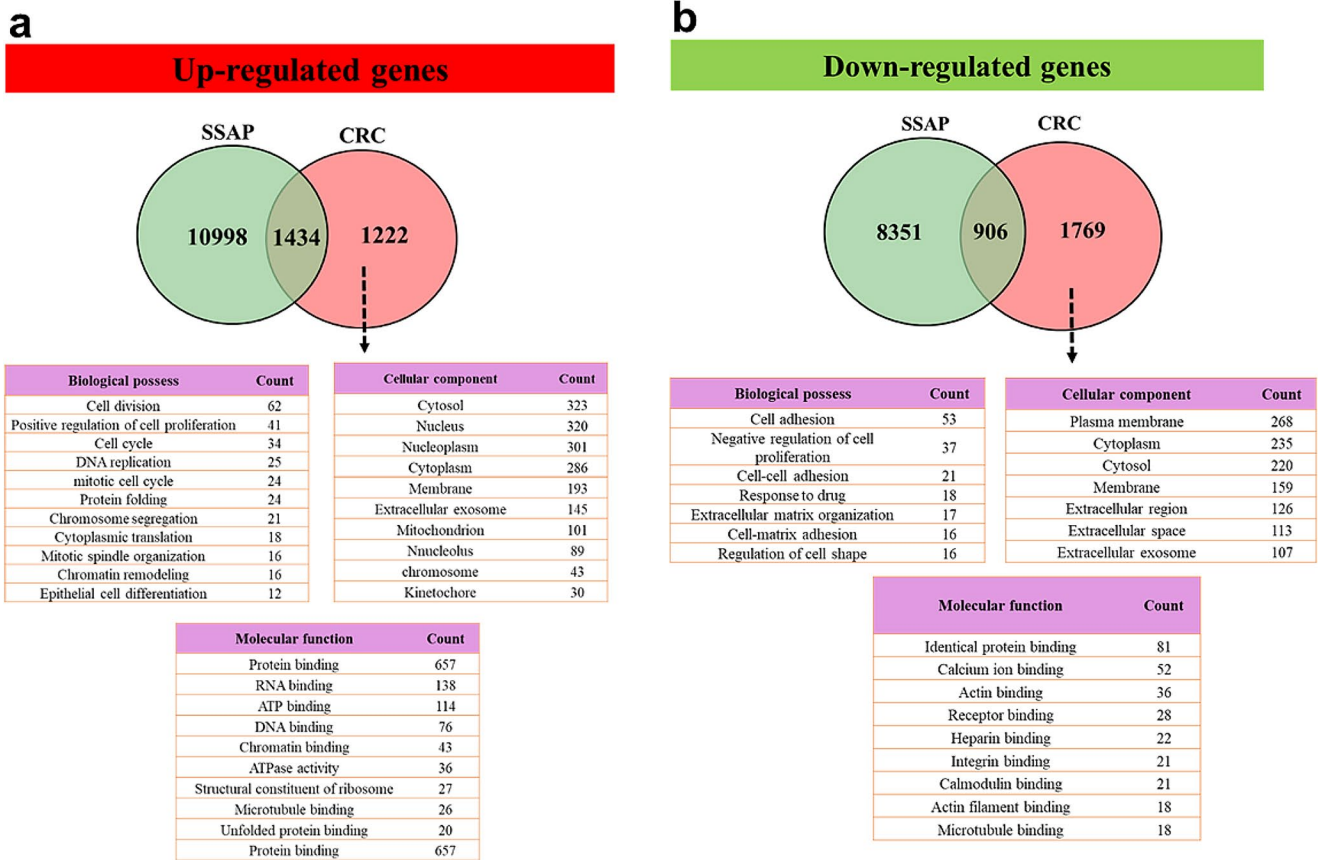 a
Up-regulated genes
SSAP CRC
10998 1434 1222
Biological possess Count
Cell division 62
Positive regulation of cell proliferation 41
Cell cycle 34
DNA replication 25
mitotic cell cycle 24
Protein folding 24
Chromosome segregation 21
Cytoplasmic translation 18
Mitotic spindle organization 16
Chromatin remodeling 16
Epithelial cell differentiation 12
Cellular component Count
Cytosol 323
Nucleus 320
Nucleoplasm 301
Cytoplasm 286
Membrane 193
Extracellular exosome 145
Mitochondrion 101
Nnucleolus 89
chromosome 43
Kinetochore 30
Molecular function Count
Protein binding 657
RNA binding 138
ATP binding 114
DNA binding 76
Chromatin binding 43
ATPase activity 36
Structural constituent of ribosome 27
Microtubule binding 26
Unfolded protein binding 20
Protein binding 657
b
Down-regulated genes
SSAP CRC
8351 906 1769
Biological possess Count
Cell adhesion 53
Negative regulation of cell
proliferation 37
Cell-cell adhesion 21
Response to drug 18
Extracellular matrix organization 17
Cell-matrix adhesion 16
Regulation of cell shape 16
Cellular component Count
Plasma membrane 268
Cytoplasm 235
Cytosol 220
Membrane 159
Extracellular region 126
Extracellular space 113
Extracellular exosome 107
Molecular function Count
Identical protein binding 81
Calcium ion binding 52
Actin binding 36
Receptor binding 28
Heparin binding 22
Integrin binding 21
Calmodulin binding 21
Actin filament binding 18
Microtubule binding 18